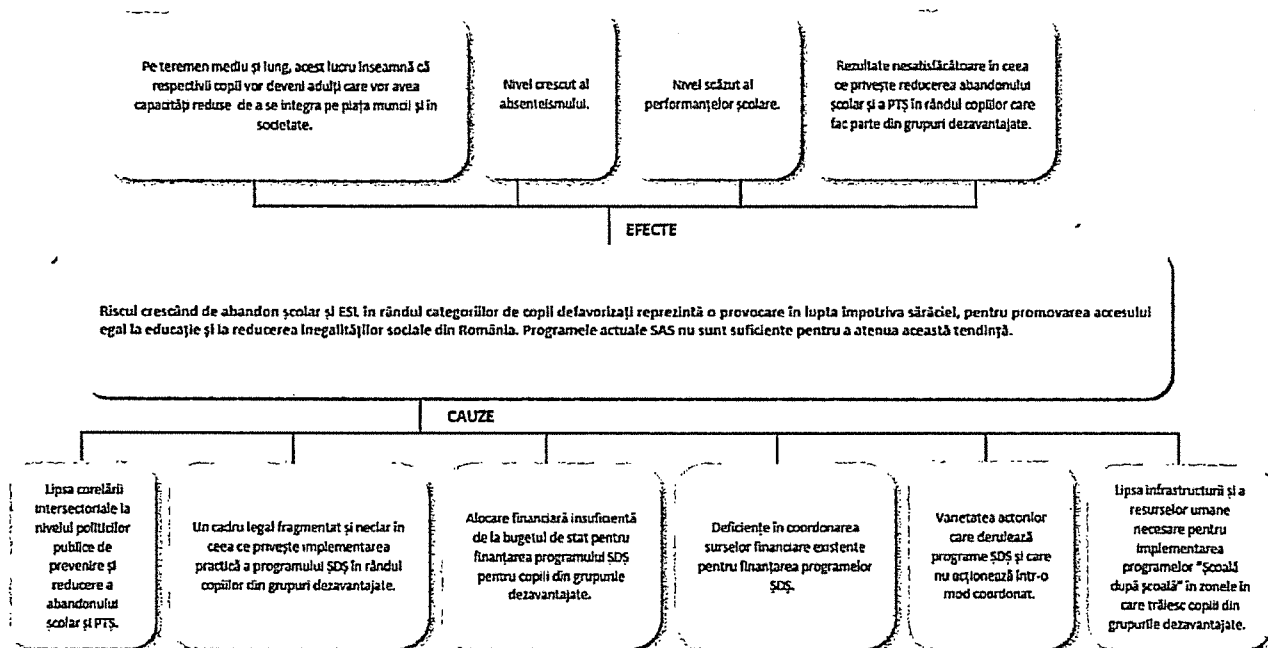 Pe teremen mediu și lung, acest lucru înseamnă că
respectivii copii vor deveni adulți care vor avea
capacități reduse de a se integra pe piața muncii și în
societate.
Nivel crescut al
absenteismului.
Nivel scăzut al
performanțelor școlare.
Rezultate nesatisfăcătoare în ceea
ce privește reducerea abandonului
școlar și a PTȘ în rândul copiilor care
fac parte din grupuri dezavantajate.
EFECTE
Riscul crescând de abandon școlar și ESL în rândul categoriilor de copii defavorizați reprezintă o provocare în lupta împotriva sărăciei, pentru promovarea accesului
egal la educație și la reducerea inegalităților sociale din România. Programele actuale SAS nu sunt suficiente pentru a atenua această tendință.
CAUZE
Lipsa corelării
intersectoriale la
nivelul politicilor
publice de
prevenire și
reducere a
abandonului
școlar și PTȘ.
Un cadru legal fragmentat și neclar în
ceea ce privește implementarea
practică a programului ȘDȘ în rândul
copiilor din grupuri dezavantajate.
Alocare financiară insuficientă
de la bugetul de stat pentru
finanțarea programului ȘDȘ
pentru copiii din grupurile
dezavantajate.
Deficiențe în coordonarea
surselor financiare existente
pentru finanțarea programelor
ȘDȘ.
Varietatea actorilor
care derulează
programe ȘDȘ și care
nu acționează într-o
mod coordonat.
Lipsa infrastructurii și a
resurselor umane
necesare pentru
implementarea
programelor "Școală
după școală" în zonele în
care trăiesc copiii din
grupurile dezavantajate.